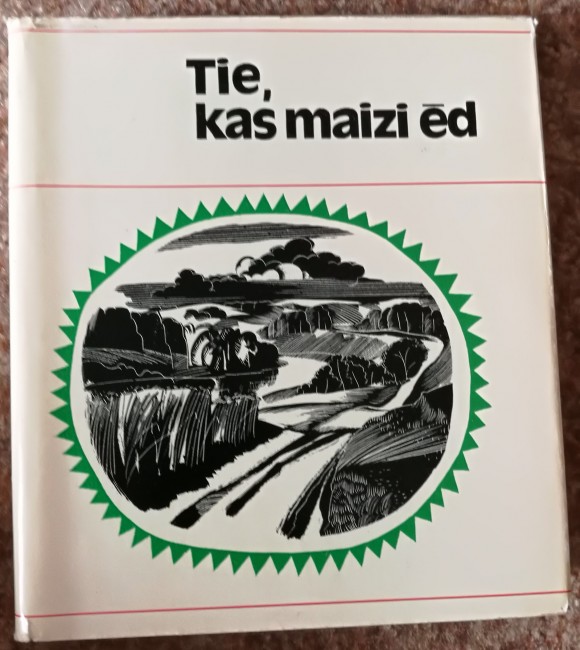 Tie,
kas maizi ēd